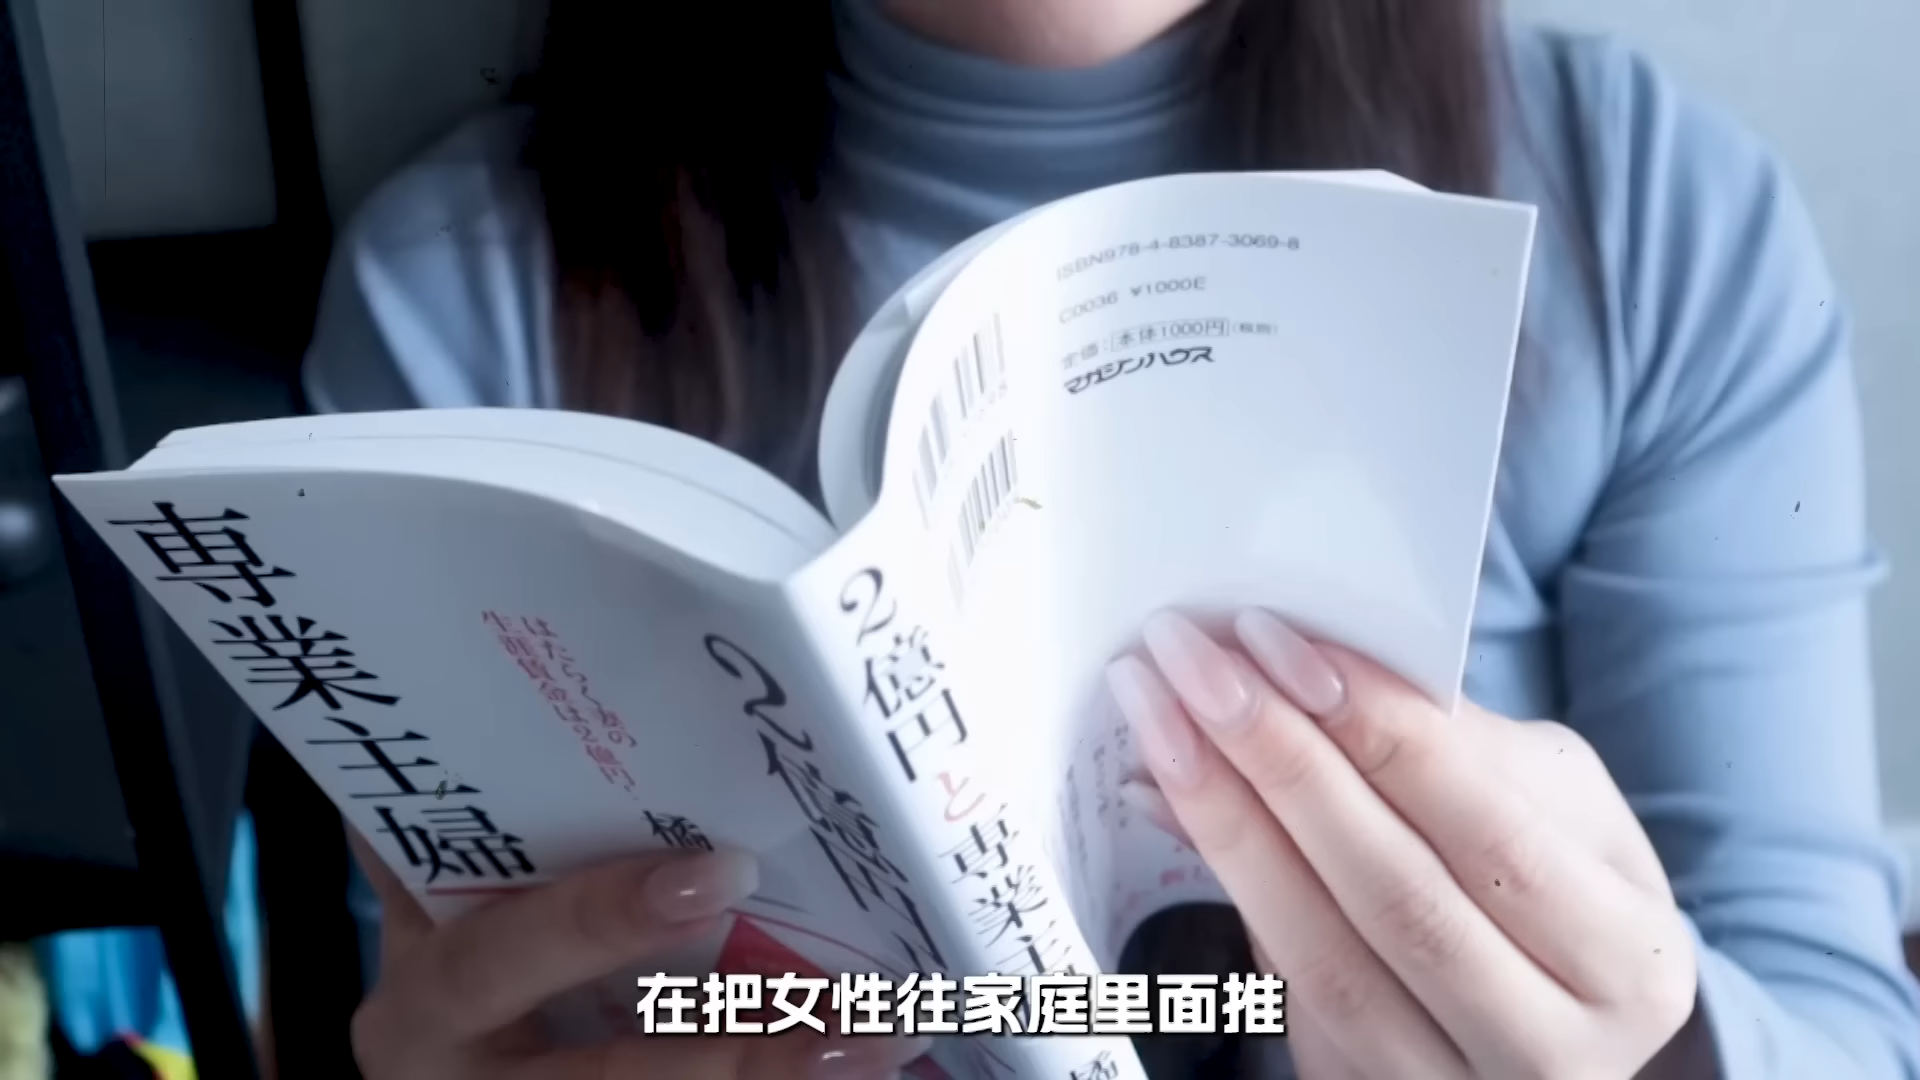 専業主婦
はたらく妻の
生涯賃金は2億円
橘
2億円
2億円と専業主
橘
ISBN978-4-8387-3069-8
C0036 ¥1000E
定価：本体1000円（税別）
マガジンハウス
在把女性往家庭里面推